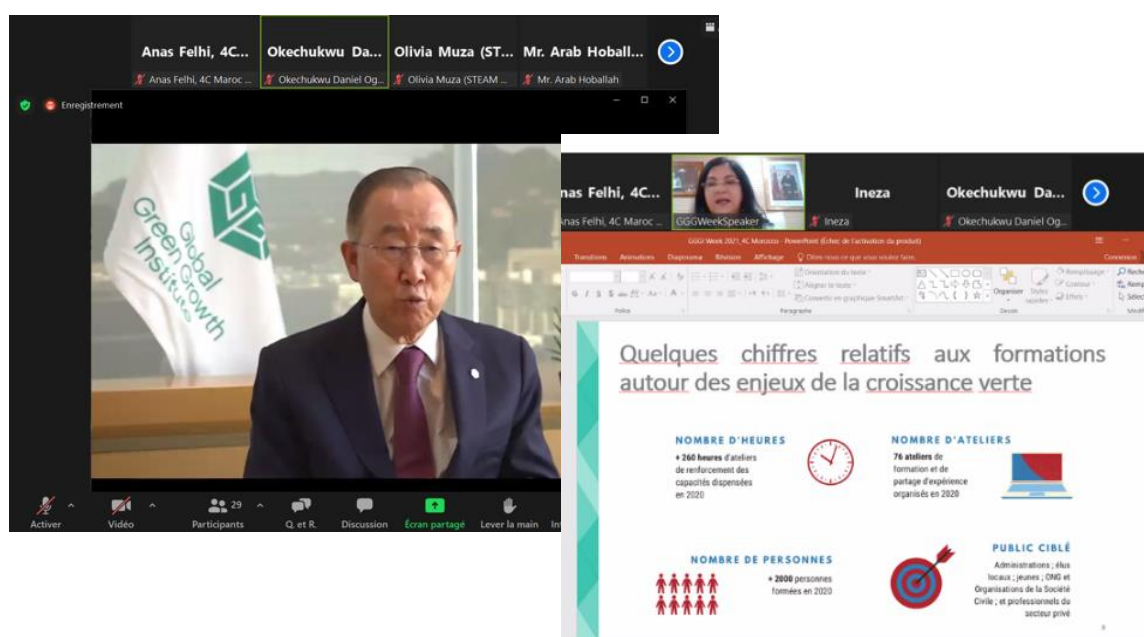 Anas Felhi, 4C...
Okechukwu Da...
Olivia Muza (ST...
Mr. Arab Hoball...
Anas Felhi, 4C Maroc ...
Okechukwu Daniel Og...
Olivia Muza (STEAM ...
Mr. Arab Hoballah
Enregistrement
Global
Green Growth
Institute
Activer
Vidéo
29
Participants
Q. et R.
Discussion
Écran partagé
Lever la main
nas Felhi, 4C...
Ineza
Okechukwu Da...
Anas Felhi, 4C Maroc ...
GGGWeekSpeaker
Ineza
Okechukwu Daniel Og...
GGGI Week 2021_4C Morocco - PowerPoint (Échec de l'activation du produit)
Transitions
Animations
Diaporama
Révision
Affichage
Dites-nous ce que vous voulez faire.
Connexion
Orientation du texte
Aligner le texte
Convertir en graphique SmartArt
Organiser
Styles
rapides
Remplissage
Contour
Effets
Police
Paragraphe
Dessin
Quelques chiffres relatifs aux formations
autour des enjeux de la croissance verte
NOMBRE D'HEURES
+ 260 heures d'ateliers
de renforcement des
capacités dispensées
en 2020
NOMBRE D'ATELIERS
76 ateliers de
formation et de
partage d'expérience
organisés en 2020
NOMBRE DE PERSONNES
+ 2000 personnes
formées en 2020
PUBLIC CIBLÉ
Administrations ; élus
locaux ; jeunes ; ONG et
Organisations de la Société
Civile ; et professionnels du
secteur privé